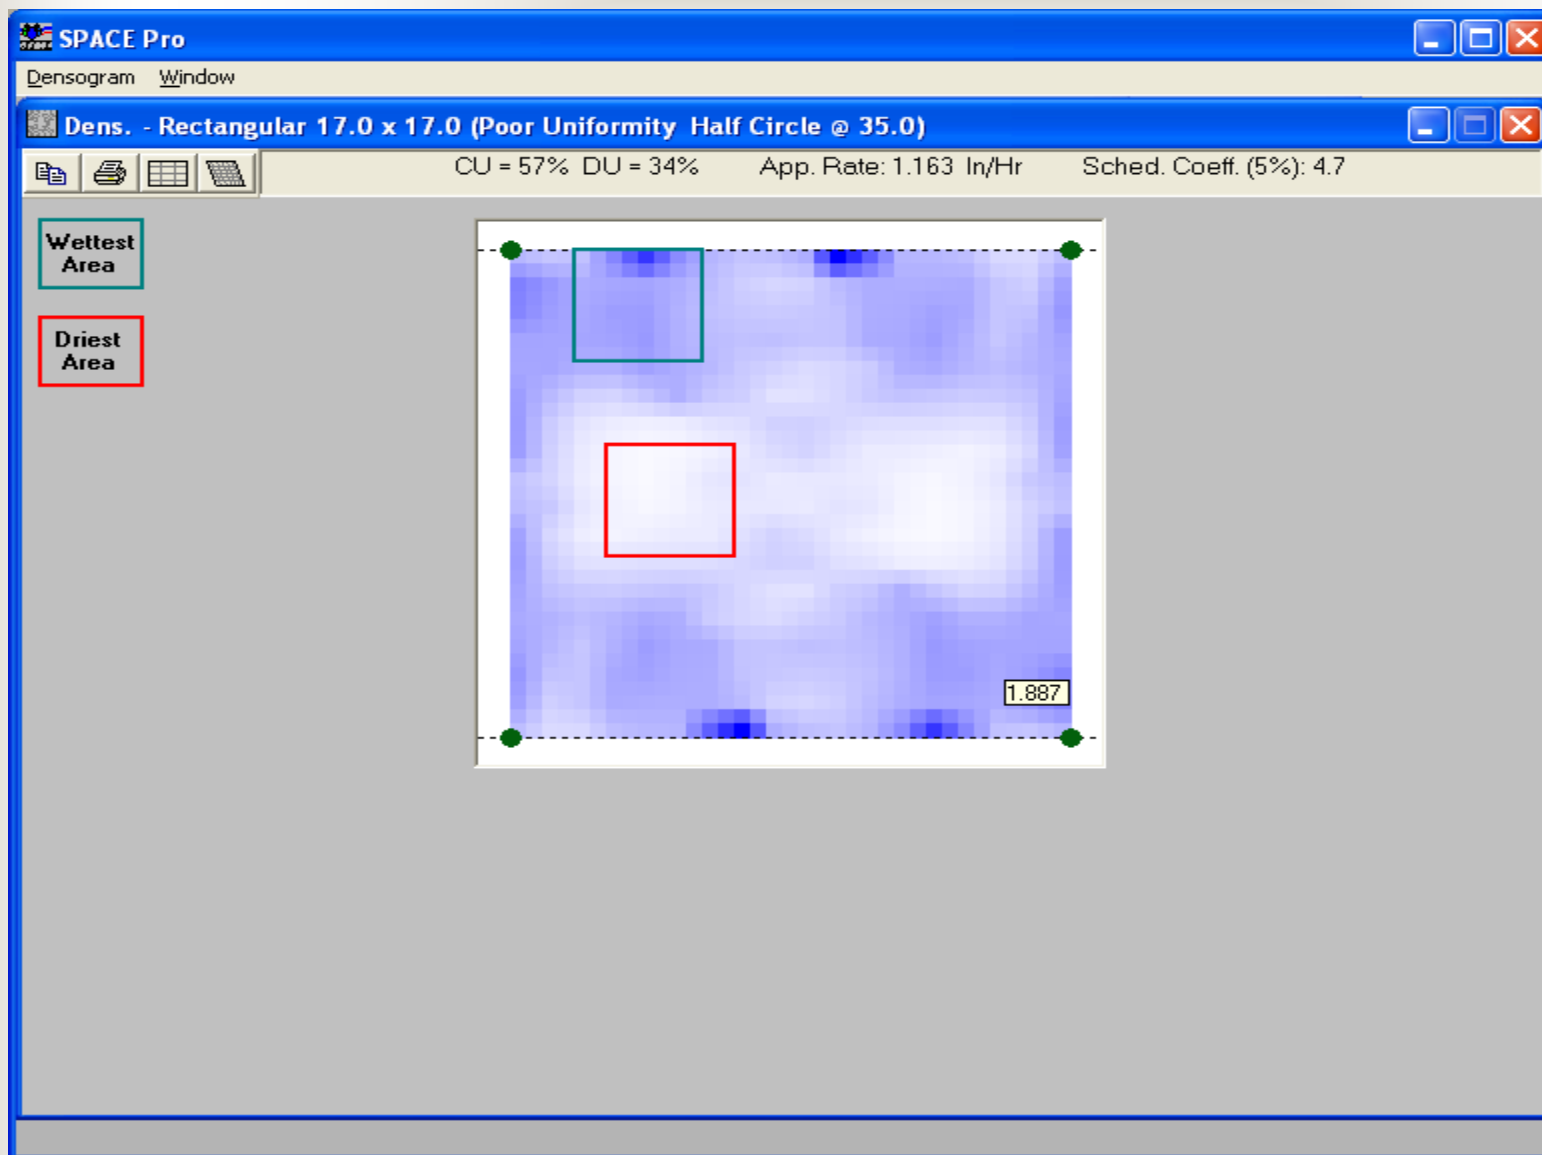 SPACE Pro
Densogram Window
Dens. - Rectangular 17.0 x 17.0 (Poor Uniformity Half Circle @ 35.0)
CU = 57% DU = 34% App. Rate: 1.163 In/Hr Sched. Coeff. (5%): 4.7
Wettest
Area
Driest
Area
1.887